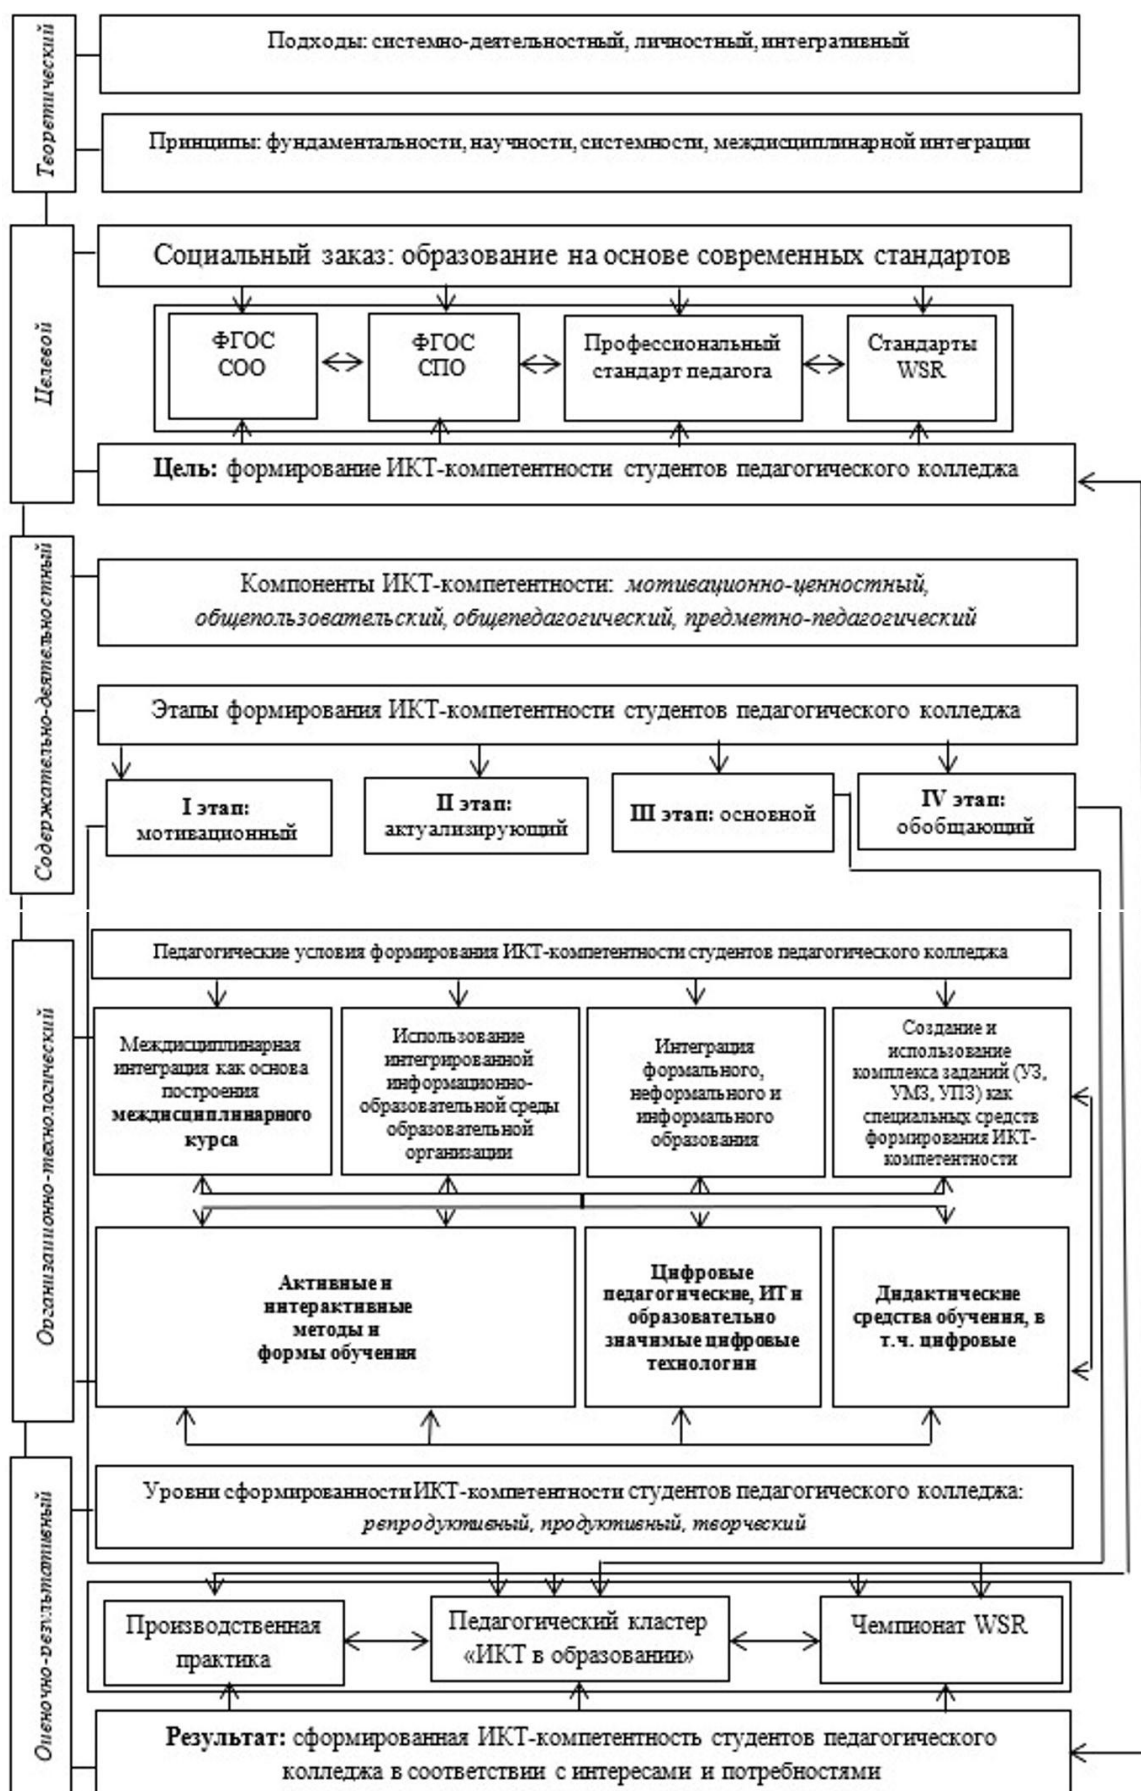 Теоретический
Подходы: системно-деятельностный, личностный, интегративный
Принципы: фундаментальности, научности, системности, междисциплинарной интеграции
Целевой
Социальный заказ: образование на основе современных стандартов
ФГОС
СОО
ФГОС
СПО
Профессиональный
стандарт педагога
Стандарты
WSR
Цель: формирование ИКТ-компетентности студентов педагогического колледжа
Содержательно-деятельностный
Компоненты ИКТ-компетентности: мотивационно-ценностный,
общепользовательский, общепедагогический, предметно-педагогический
Этапы формирования ИКТ-компетентности студентов педагогического колледжа
I этап:
мотивационный
II этап:
актуализирующий
III этап: основной
IV этап:
обобщающий
Организационно-технологический
Педагогические условия формирования ИКТ-компетентности студентов педагогического колледжа
Междисциплинарная
интеграция как основа
построения
междисциплинарного
курса
Использование
интегрированной
информационно-
образовательной среды
образовательной
организации
Интеграция
формального,
неформального и
информального
образования
Создание и
использование
комплекса заданий (УЗ,
УМЗ, УПЗ) как
специальных средств
формирования ИКТ-
компетентности
Активные и
интерактивные
методы и
формы обучения
Цифровые
педагогические, ИТ и
образовательно
значимые цифровые
технологии
Дидактические
средства обучения, в
т.ч. цифровые
Оценочно-результативный
Уровни сформированности ИКТ-компетентности студентов педагогического колледжа:
репродуктивный, продуктивный, творческий
Производственная
практика
Педагогический кластер
«ИКТ в образовании»
Чемпионат WSR
Результат: сформированная ИКТ-компетентность студентов педагогического
колледжа в соответствии с интересами и потребностями